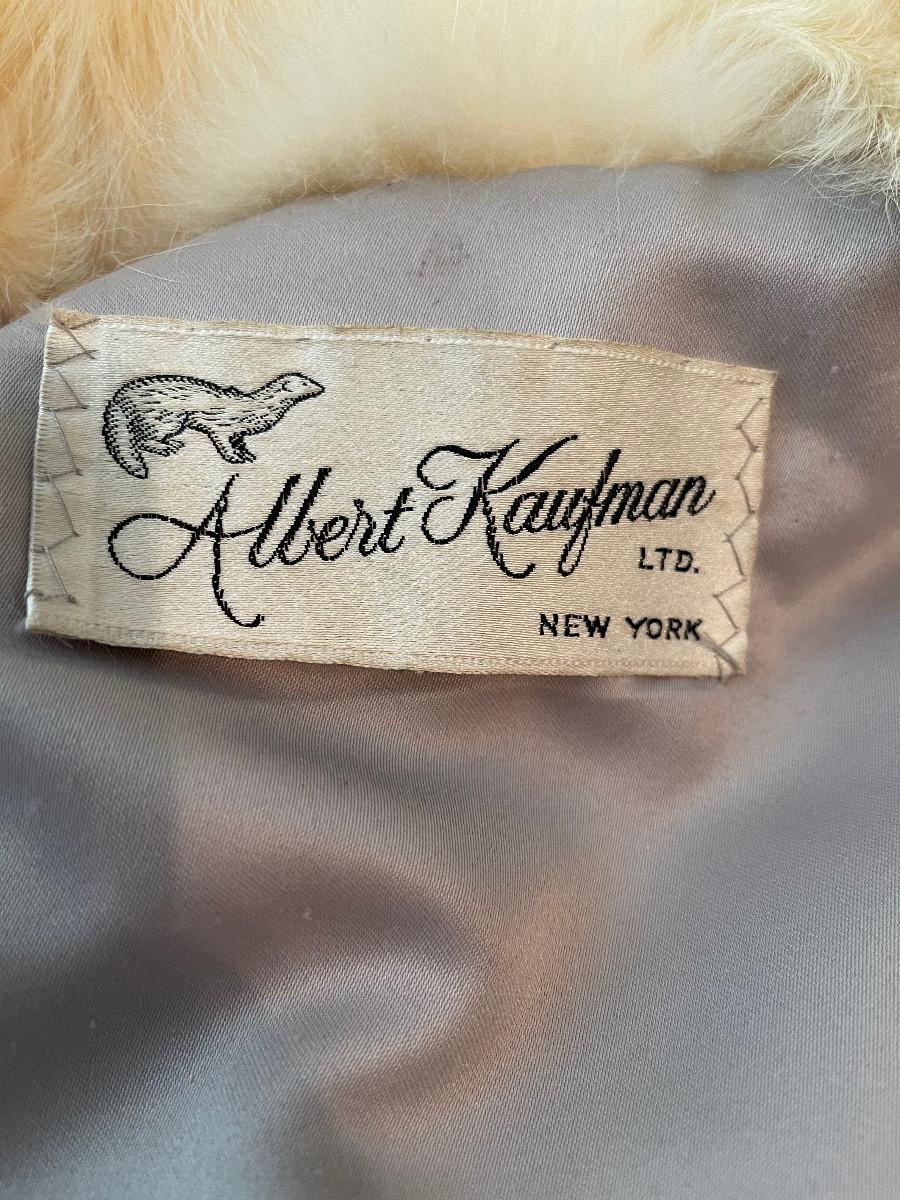 Albert Kaufman
LTD.
NEW YORK